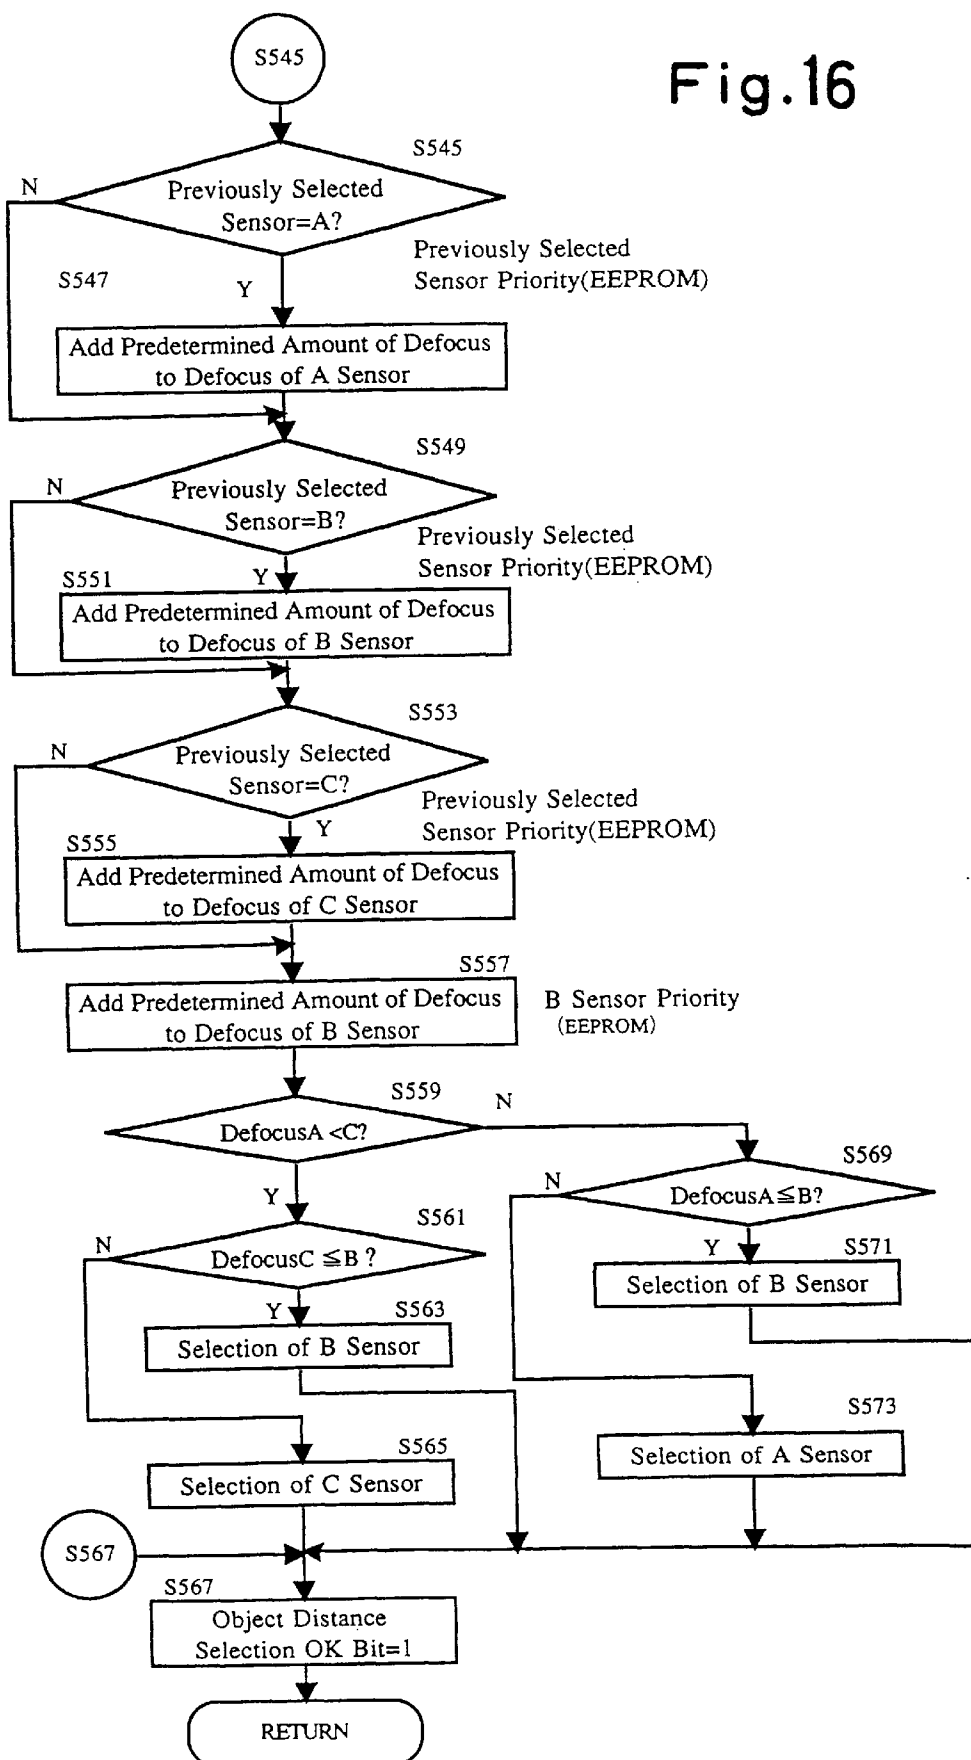 S545
Fig.16
S545
N
Previously Selected
Sensor=A?
Previously Selected
Sensor Priority(EEPROM)
S547
Y
Add Predetermined Amount of Defocus
to Defocus of A Sensor
S549
N
Previously Selected
Sensor=B?
Previously Selected
Sensor Priority(EEPROM)
S551
Y
Add Predetermined Amount of Defocus
to Defocus of B Sensor
S553
N
Previously Selected
Sensor=C?
Previously Selected
Sensor Priority(EEPROM)
S555
Y
Add Predetermined Amount of Defocus
to Defocus of C Sensor
S557
Add Predetermined Amount of Defocus
to Defocus of B Sensor
B Sensor Priority
(EEPROM)
S559
N
DefocusA <C?
S569
N
DefocusA≦B?
Y
S561
N
DefocusC ≦B ?
Y
S571
Selection of B Sensor
Y
S563
Selection of B Sensor
S573
Selection of A Sensor
S565
Selection of C Sensor
S567
S567
Object Distance
Selection OK Bit=1
RETURN